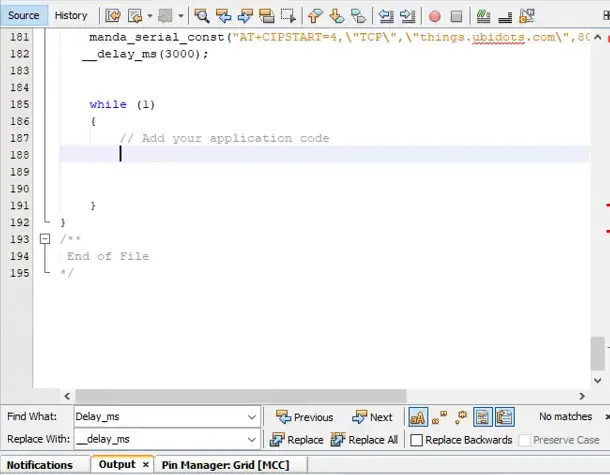 Source History
181 manda_serial_const("AT+CIPSTART=4,\"TCP\",\"things.ubidots.com\",80
182 __delay_ms(3000);
183
184
185 while (1)
186 {
187 // Add your application code
188
189
190
191 }
192 }
193 /**
194 End of File
195 */
Find What: Delay_ms Previous Next aA "" .* No matches
Replace With: __delay_ms Replace Replace All Replace Backwards Preserve Case
Notifications Output × Pin Manager: Grid [MCC]